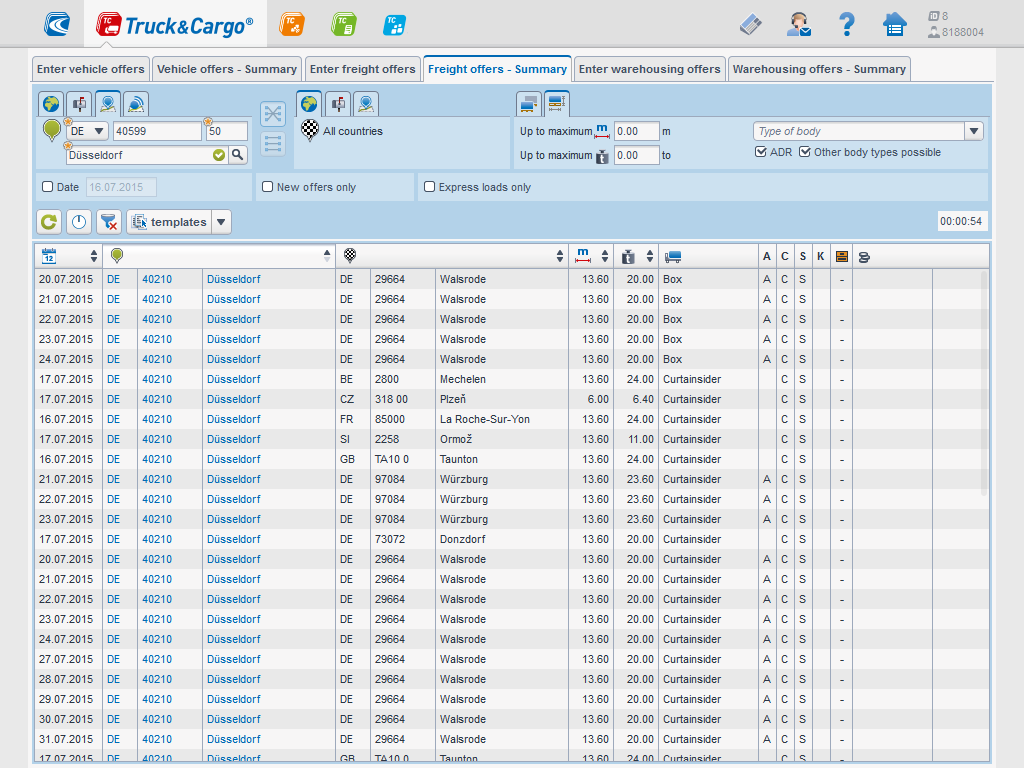 TC Truck&Cargo® TC TC TC ? ID 8
8188004
Enter vehicle offers Vehicle offers - Summary Enter freight offers Freight offers - Summary Enter warehousing offers Warehousing offers - Summary
DE 40599 50 All countries Up to maximum m 0.00 m Type of body
Düsseldorf Up to maximum t 0.00 to ADR Other body types possible
Date 16.07.2015 New offers only Express loads only
templates 00:00:54
12 m t A C S K
20.07.2015 DE 40210 Düsseldorf DE 29664 Walsrode 13.60 20.00 Box A C S -
21.07.2015 DE 40210 Düsseldorf DE 29664 Walsrode 13.60 20.00 Box A C S -
22.07.2015 DE 40210 Düsseldorf DE 29664 Walsrode 13.60 20.00 Box A C S -
23.07.2015 DE 40210 Düsseldorf DE 29664 Walsrode 13.60 20.00 Box A C S -
24.07.2015 DE 40210 Düsseldorf DE 29664 Walsrode 13.60 20.00 Box A C S -
17.07.2015 DE 40210 Düsseldorf BE 2800 Mechelen 13.60 24.00 Curtainsider C S -
17.07.2015 DE 40210 Düsseldorf CZ 318 00 Plzeň 6.00 6.40 Curtainsider C S -
16.07.2015 DE 40210 Düsseldorf FR 85000 La Roche-Sur-Yon 13.60 24.00 Curtainsider C S -
17.07.2015 DE 40210 Düsseldorf SI 2258 Ormož 13.60 11.00 Curtainsider C S -
16.07.2015 DE 40210 Düsseldorf GB TA10 0 Taunton 13.60 24.00 Curtainsider C S -
21.07.2015 DE 40210 Düsseldorf DE 97084 Würzburg 13.60 23.60 Curtainsider A C S -
22.07.2015 DE 40210 Düsseldorf DE 97084 Würzburg 13.60 23.60 Curtainsider A C S -
23.07.2015 DE 40210 Düsseldorf DE 97084 Würzburg 13.60 23.60 Curtainsider A C S -
17.07.2015 DE 40210 Düsseldorf DE 73072 Donzdorf 13.60 20.00 Curtainsider C S -
20.07.2015 DE 40210 Düsseldorf DE 29664 Walsrode 13.60 20.00 Curtainsider A C S -
21.07.2015 DE 40210 Düsseldorf DE 29664 Walsrode 13.60 20.00 Curtainsider A C S -
22.07.2015 DE 40210 Düsseldorf DE 29664 Walsrode 13.60 20.00 Curtainsider A C S -
23.07.2015 DE 40210 Düsseldorf DE 29664 Walsrode 13.60 20.00 Curtainsider A C S -
24.07.2015 DE 40210 Düsseldorf DE 29664 Walsrode 13.60 20.00 Curtainsider A C S -
27.07.2015 DE 40210 Düsseldorf DE 29664 Walsrode 13.60 20.00 Curtainsider A C S -
28.07.2015 DE 40210 Düsseldorf DE 29664 Walsrode 13.60 20.00 Curtainsider A C S -
29.07.2015 DE 40210 Düsseldorf DE 29664 Walsrode 13.60 20.00 Curtainsider A C S -
30.07.2015 DE 40210 Düsseldorf DE 29664 Walsrode 13.60 20.00 Curtainsider A C S -
31.07.2015 DE 40210 Düsseldorf DE 29664 Walsrode 13.60 20.00 Curtainsider A C S -
17.07.2015 DE 40210 Düsseldorf GB TA10 0 Taunton 13.60 24.00 Curtainsider C S -